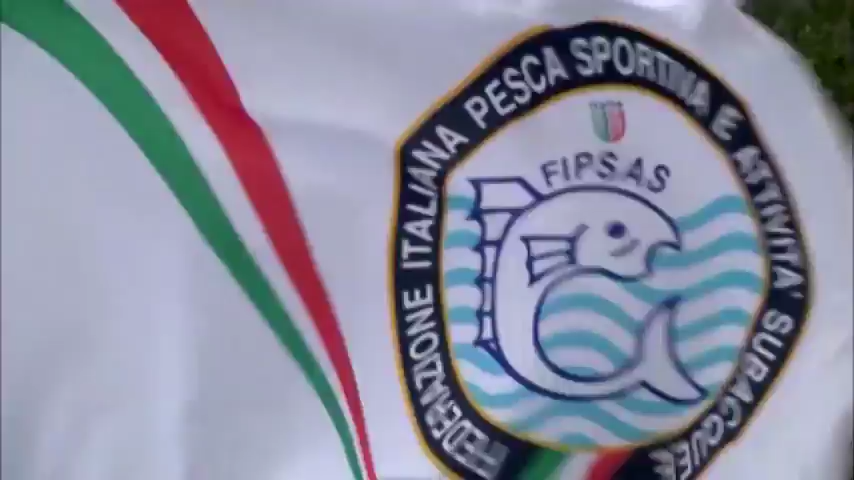 FEDERAZIONE ITALIANA PESCA SPORTIVA E ATTIVITA' SUBACQUEE
FIPSAS